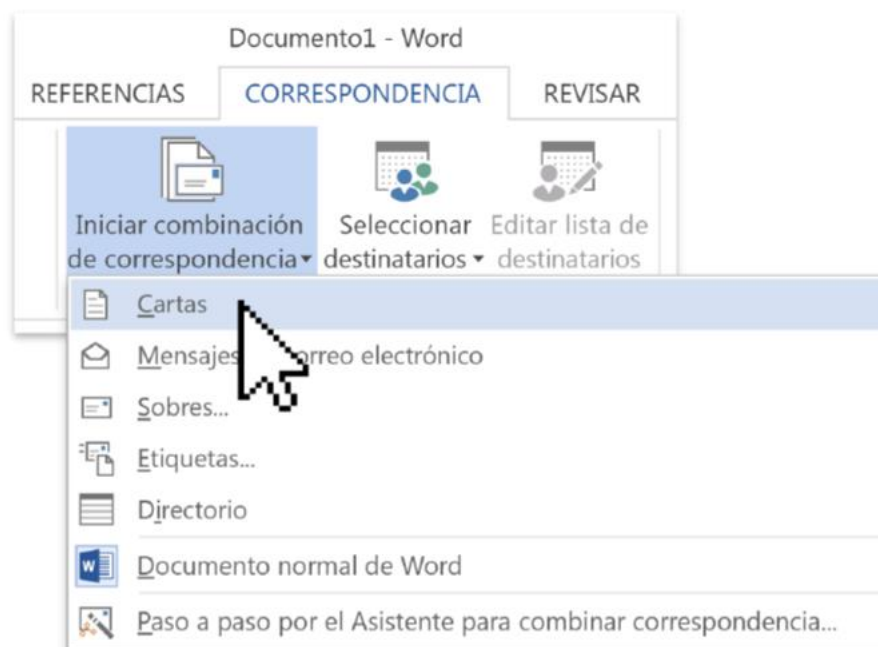 Documento1 - Word
REFERENCIAS CORRESPONDENCIA REVISAR
Iniciar combinación de correspondencia
Seleccionar destinatarios
Editar lista de destinatarios
Cartas
Mensajes orreo electrónico
Sobres...
Etiquetas...
Directorio
Documento normal de Word
Paso a paso por el Asistente para combinar correspondencia...